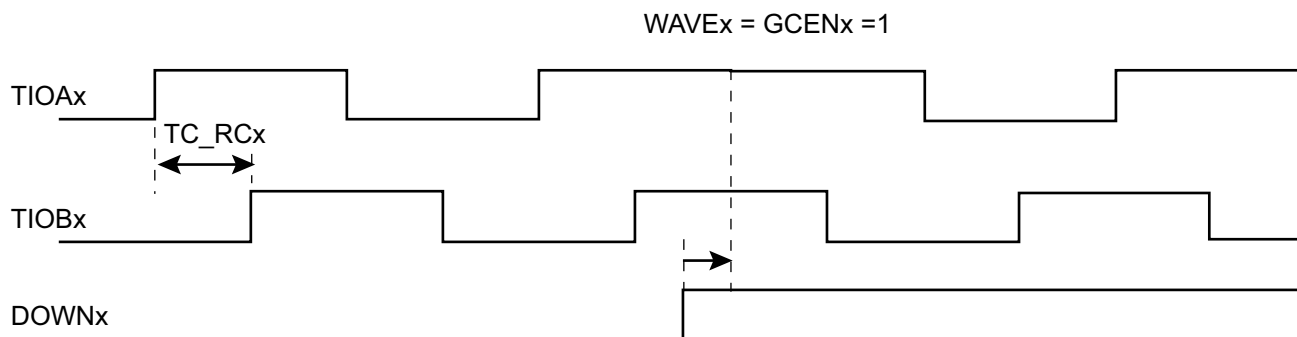 WAVEx = GCENx =1
TIOAx
TC_RCx
TIOBx
DOWNx